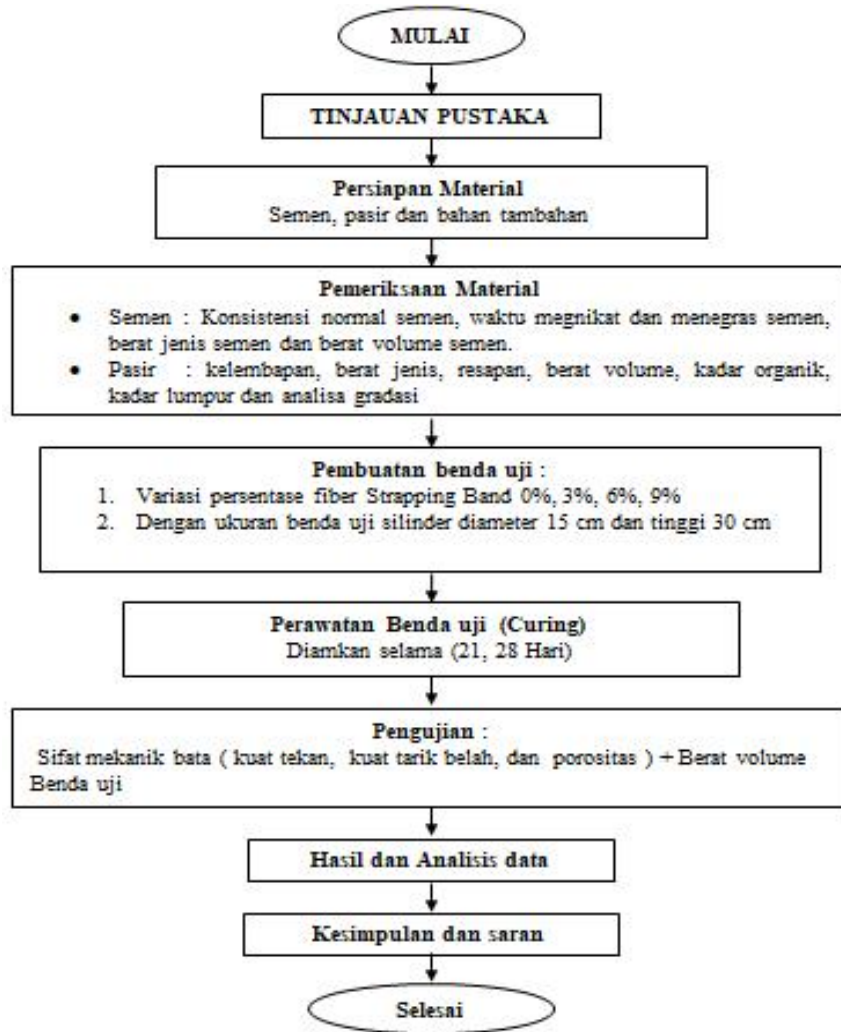 MULAI
TINJAUAN PUSTAKA
Persiapan Material
Semen, pasir dan bahan tambahan
Pemeriksaan Material
• Semen : Konsistensi normal semen, waktu megnikat dan menegras semen,
berat jenis semen dan berat volume semen.
• Pasir : kelembapan, berat jenis, resapan, berat volume, kadar organik,
kadar lumpur dan analisa gradasi
Pembuatan benda uji :
1. Variasi persentase fiber Strapping Band 0%, 3%, 6%, 9%
2. Dengan ukuran benda uji silinder diameter 15 cm dan tinggi 30 cm
Perawatan Benda uji (Curing)
Diamkan selama (21, 28 Hari)
Pengujian :
Sifat mekanik bata ( kuat tekan, kuat tarik belah, dan porositas ) + Berat volume
Benda uji
Hasil dan Analisis data
Kesimpulan dan saran
Selesai